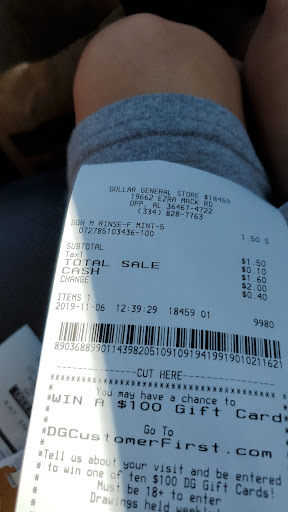 DOLLAR GENERAL STORE #18459
19662 EZRA MACK RD
OPP, AL 36467-4722
(334) 828-7763
DGH M RINSE-F MINT-G
072785103436-100 1.50 S
SUBTOTAL $1.50
Tax1 $0.10
TOTAL SALE $1.60
CASH $2.00
CHANGE $0.40
ITEMS 1
2019-11-06 12:39:29 18459 01 9980
890368899011439820510910919419919010211621
CUT HERE
You may have a chance to
*WIN A $100 Gift Card
Go To
*DGCustomerFirst.com
*Tell us about your visit and be entered
to win one of ten $100 DG Gift Cards!
Must be 18+ to enter
Drawings held weekly